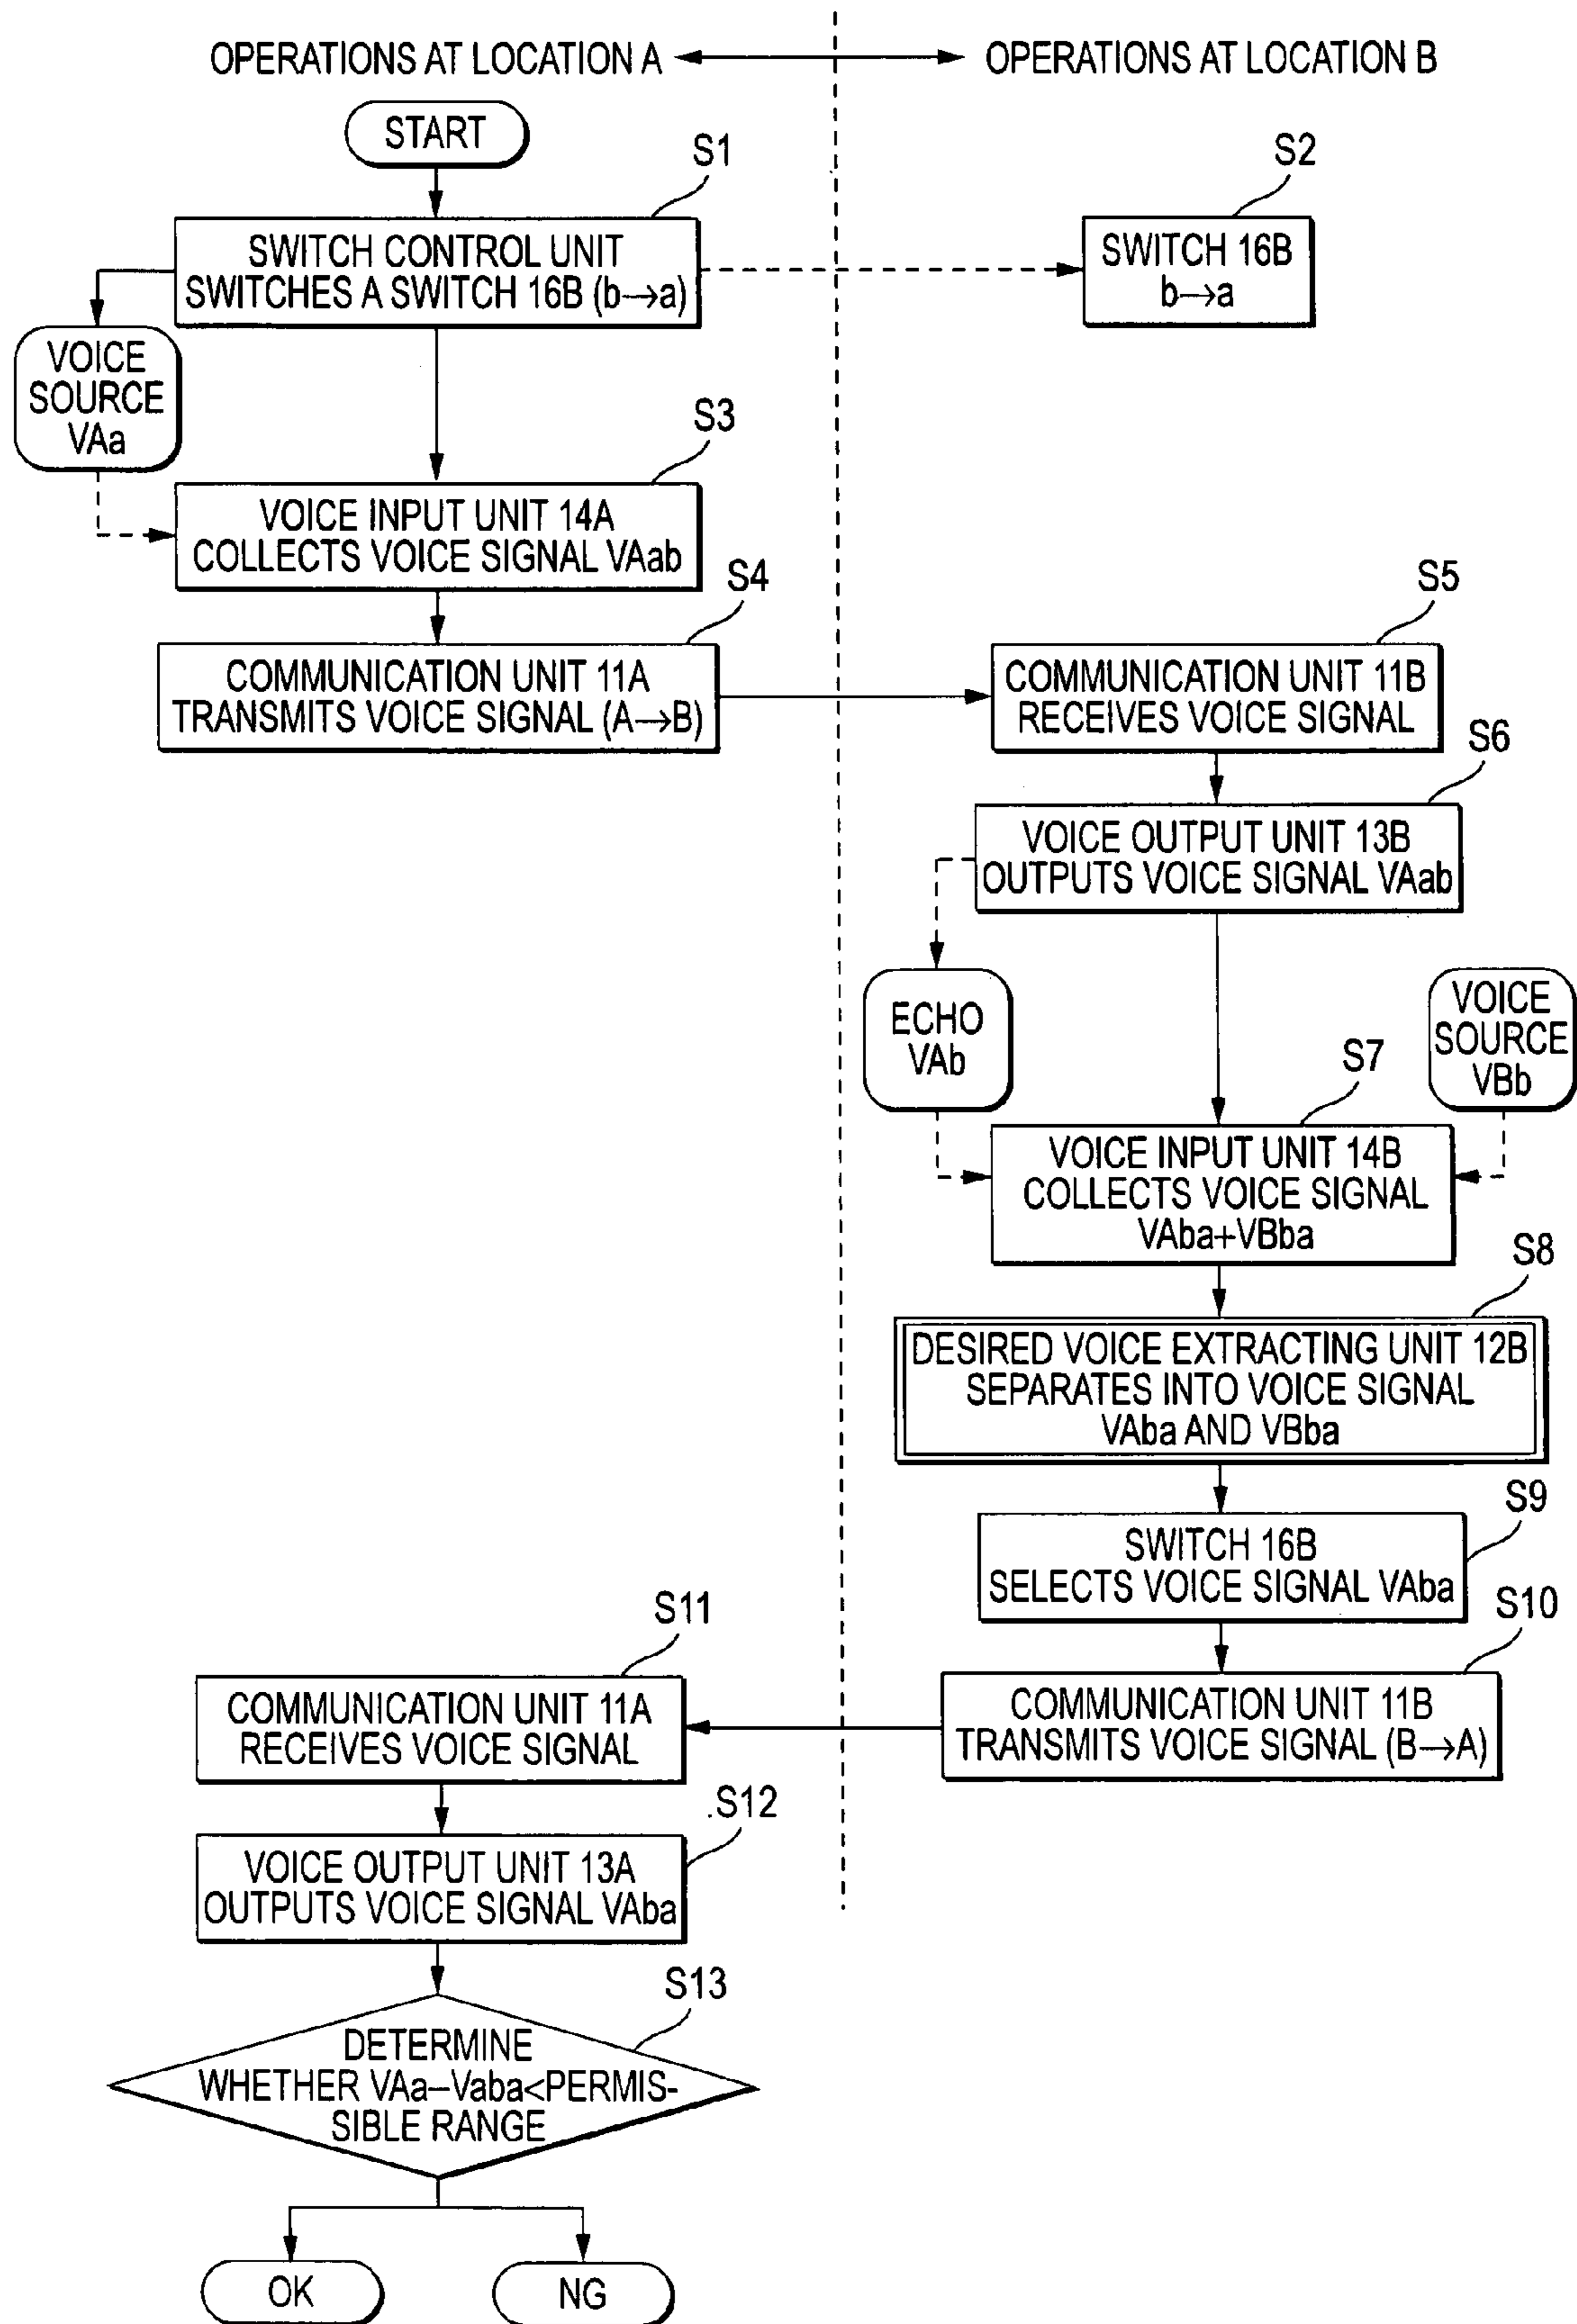 OPERATIONS AT LOCATION A
OPERATIONS AT LOCATION B
START
S1
SWITCH CONTROL UNIT
SWITCHES A SWITCH 16B (b→a)
S2
SWITCH 16B
b→a
VOICE
SOURCE
VAa
S3
VOICE INPUT UNIT 14A
COLLECTS VOICE SIGNAL VAab
S4
COMMUNICATION UNIT 11A
TRANSMITS VOICE SIGNAL (A→B)
S5
COMMUNICATION UNIT 11B
RECEIVES VOICE SIGNAL
S6
VOICE OUTPUT UNIT 13B
OUTPUTS VOICE SIGNAL VAab
ECHO
VAb
VOICE
SOURCE
VBb
S7
VOICE INPUT UNIT 14B
COLLECTS VOICE SIGNAL
VAba+VBba
S8
DESIRED VOICE EXTRACTING UNIT 12B
SEPARATES INTO VOICE SIGNAL
VAba AND VBba
S9
SWITCH 16B
SELECTS VOICE SIGNAL VAba
S10
COMMUNICATION UNIT 11B
TRANSMITS VOICE SIGNAL (B→A)
S11
COMMUNICATION UNIT 11A
RECEIVES VOICE SIGNAL
S12
VOICE OUTPUT UNIT 13A
OUTPUTS VOICE SIGNAL VAba
S13
DETERMINE
WHETHER VAa–Vaba<PERMIS-
SIBLE RANGE
OK
NG